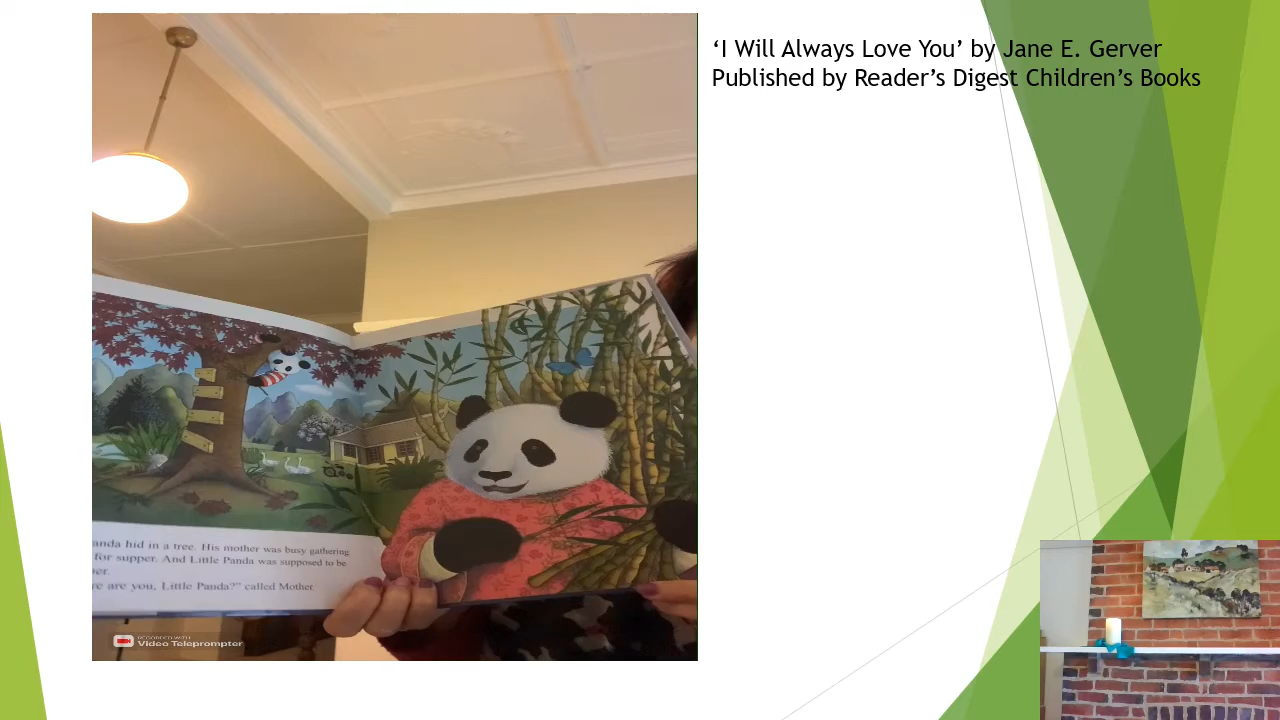 ‘I Will Always Love You’ by Jane E. Gerver
Published by Reader’s Digest Children’s Books
anda hid in a tree. His mother was busy gathering
for supper. And Little Panda was supposed to be
er.
re are you, Little Panda?” called Mother.
RECORDED WITH
Video Teleprompter